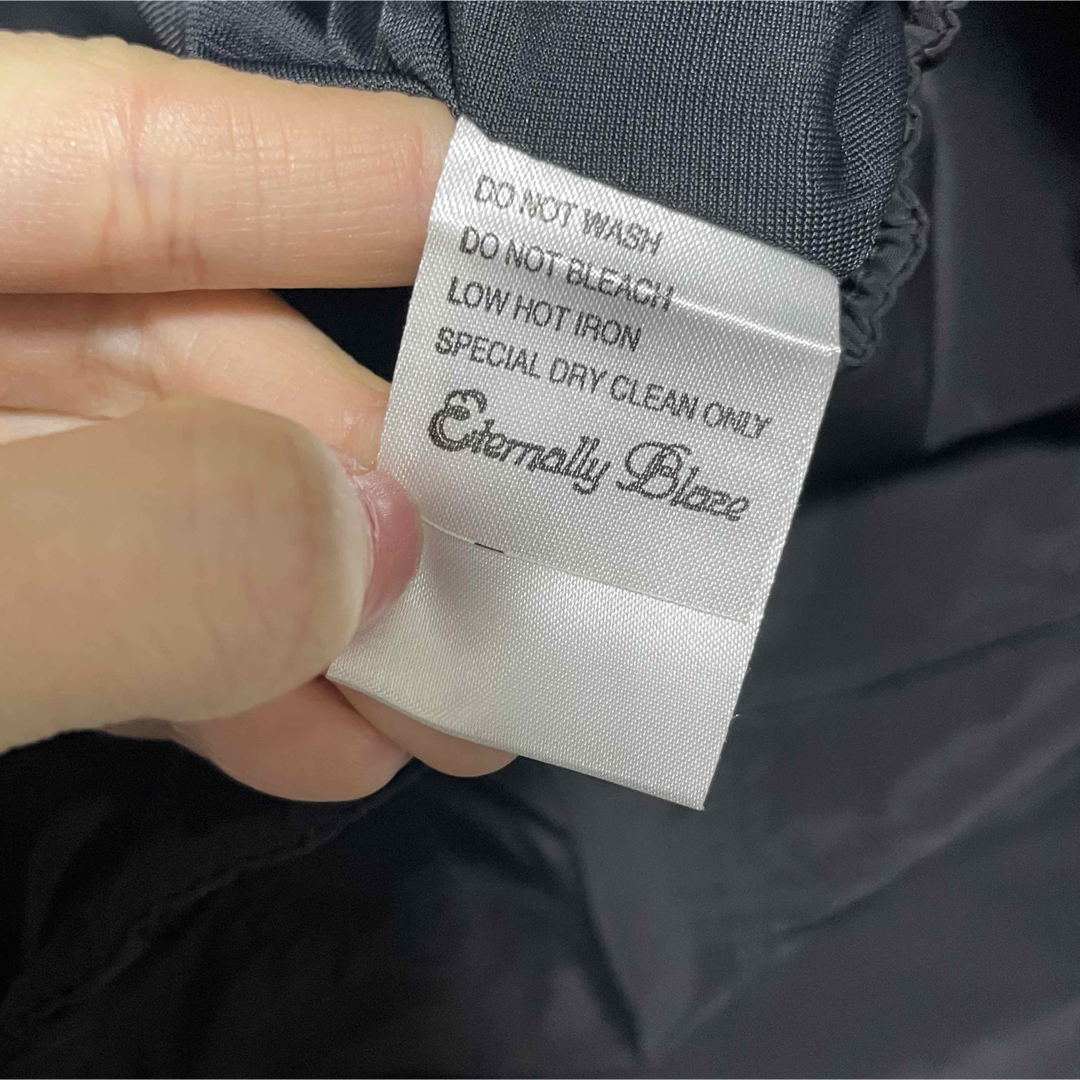 DO NOT WASH
DO NOT BLEACH
LOW HOT IRON
SPECIAL DRY CLEAN ONLY
Eternally Blaze